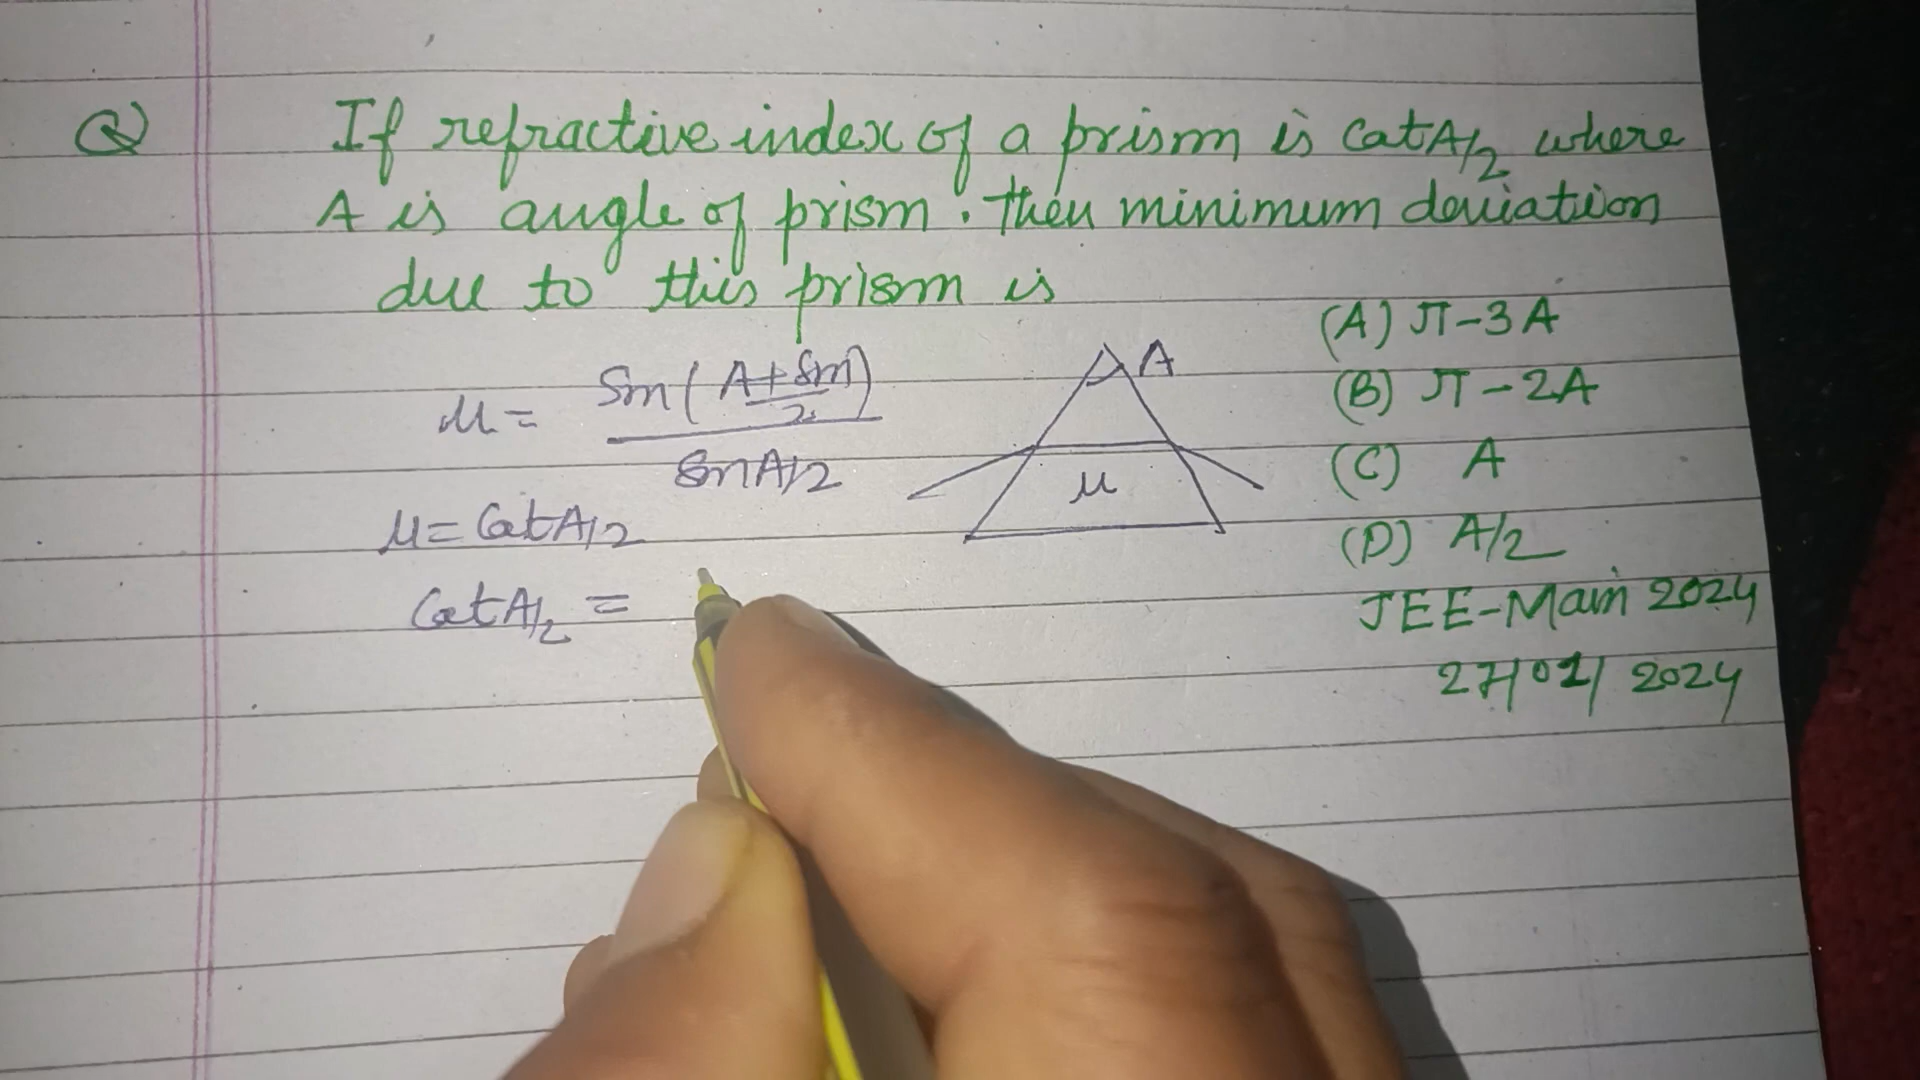 Q If refractive index of a prism is CotA/2 where
A is angle of prism. Then minimum deviation
due to this prism is
(A) π-3A
(B) π-2A
(C) A
(D) A/2
JEE-Main 2024
27/01/2024
μ = Sin(A+δm/2)
SinA/2
A
μ
μ = CotA/2
CotA/2 =